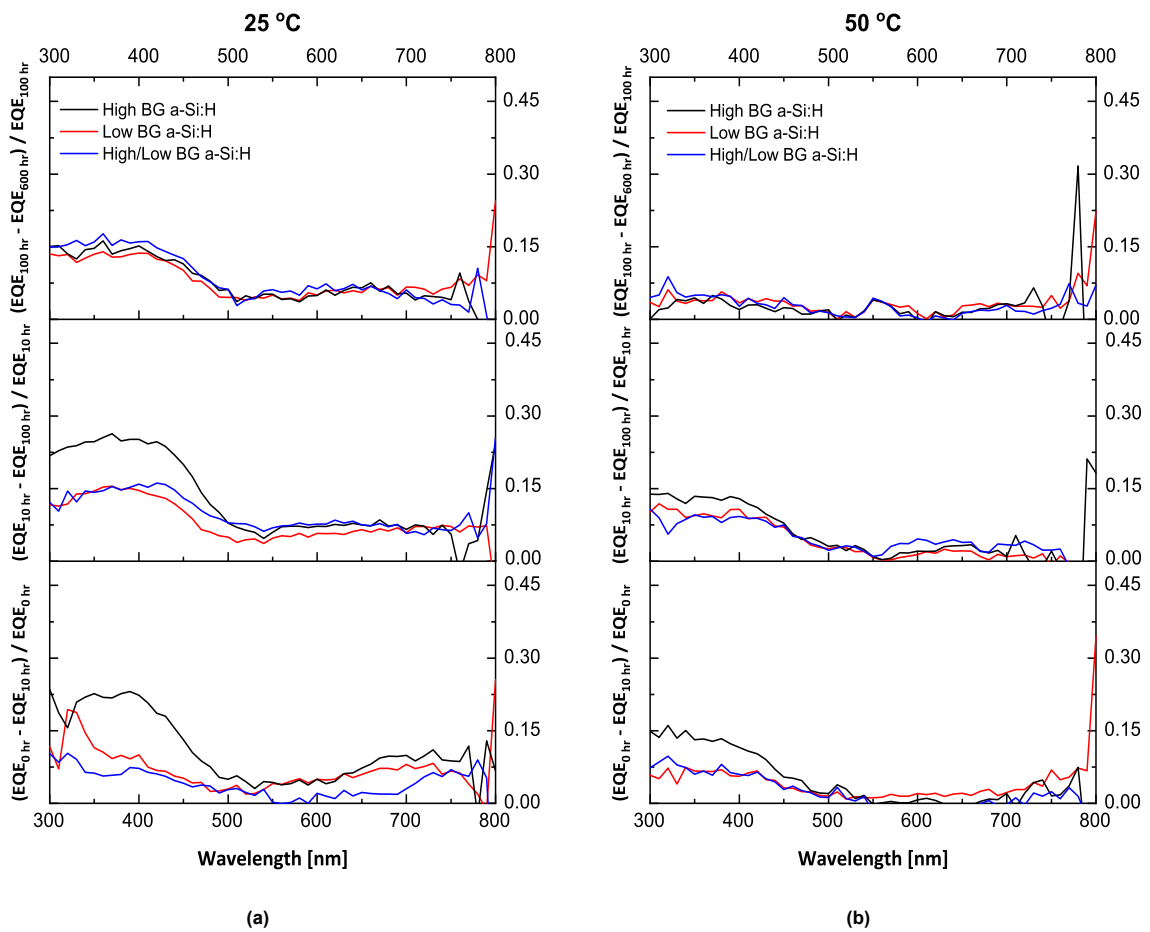 25 °C
300 400 500 600 700 800
(EQE100 hr - EQE600 hr) / EQE100 hr
High BG a-Si:H
Low BG a-Si:H
High/Low BG a-Si:H
0.45
0.30
0.15
0.00
(EQE10 hr - EQE100 hr) / EQE10 hr
0.45
0.30
0.15
0.00
(EQE0 hr - EQE10 hr) / EQE0 hr
0.45
0.30
0.15
0.00
300 400 500 600 700 800
Wavelength [nm]
(a)
50 °C
300 400 500 600 700 800
(EQE100 hr - EQE600 hr) / EQE100 hr
High BG a-Si:H
Low BG a-Si:H
High/Low BG a-Si:H
0.45
0.30
0.15
0.00
(EQE10 hr - EQE100 hr) / EQE10 hr
0.45
0.30
0.15
0.00
(EQE0 hr - EQE10 hr) / EQE0 hr
0.45
0.30
0.15
0.00
300 400 500 600 700 800
Wavelength [nm]
(b)